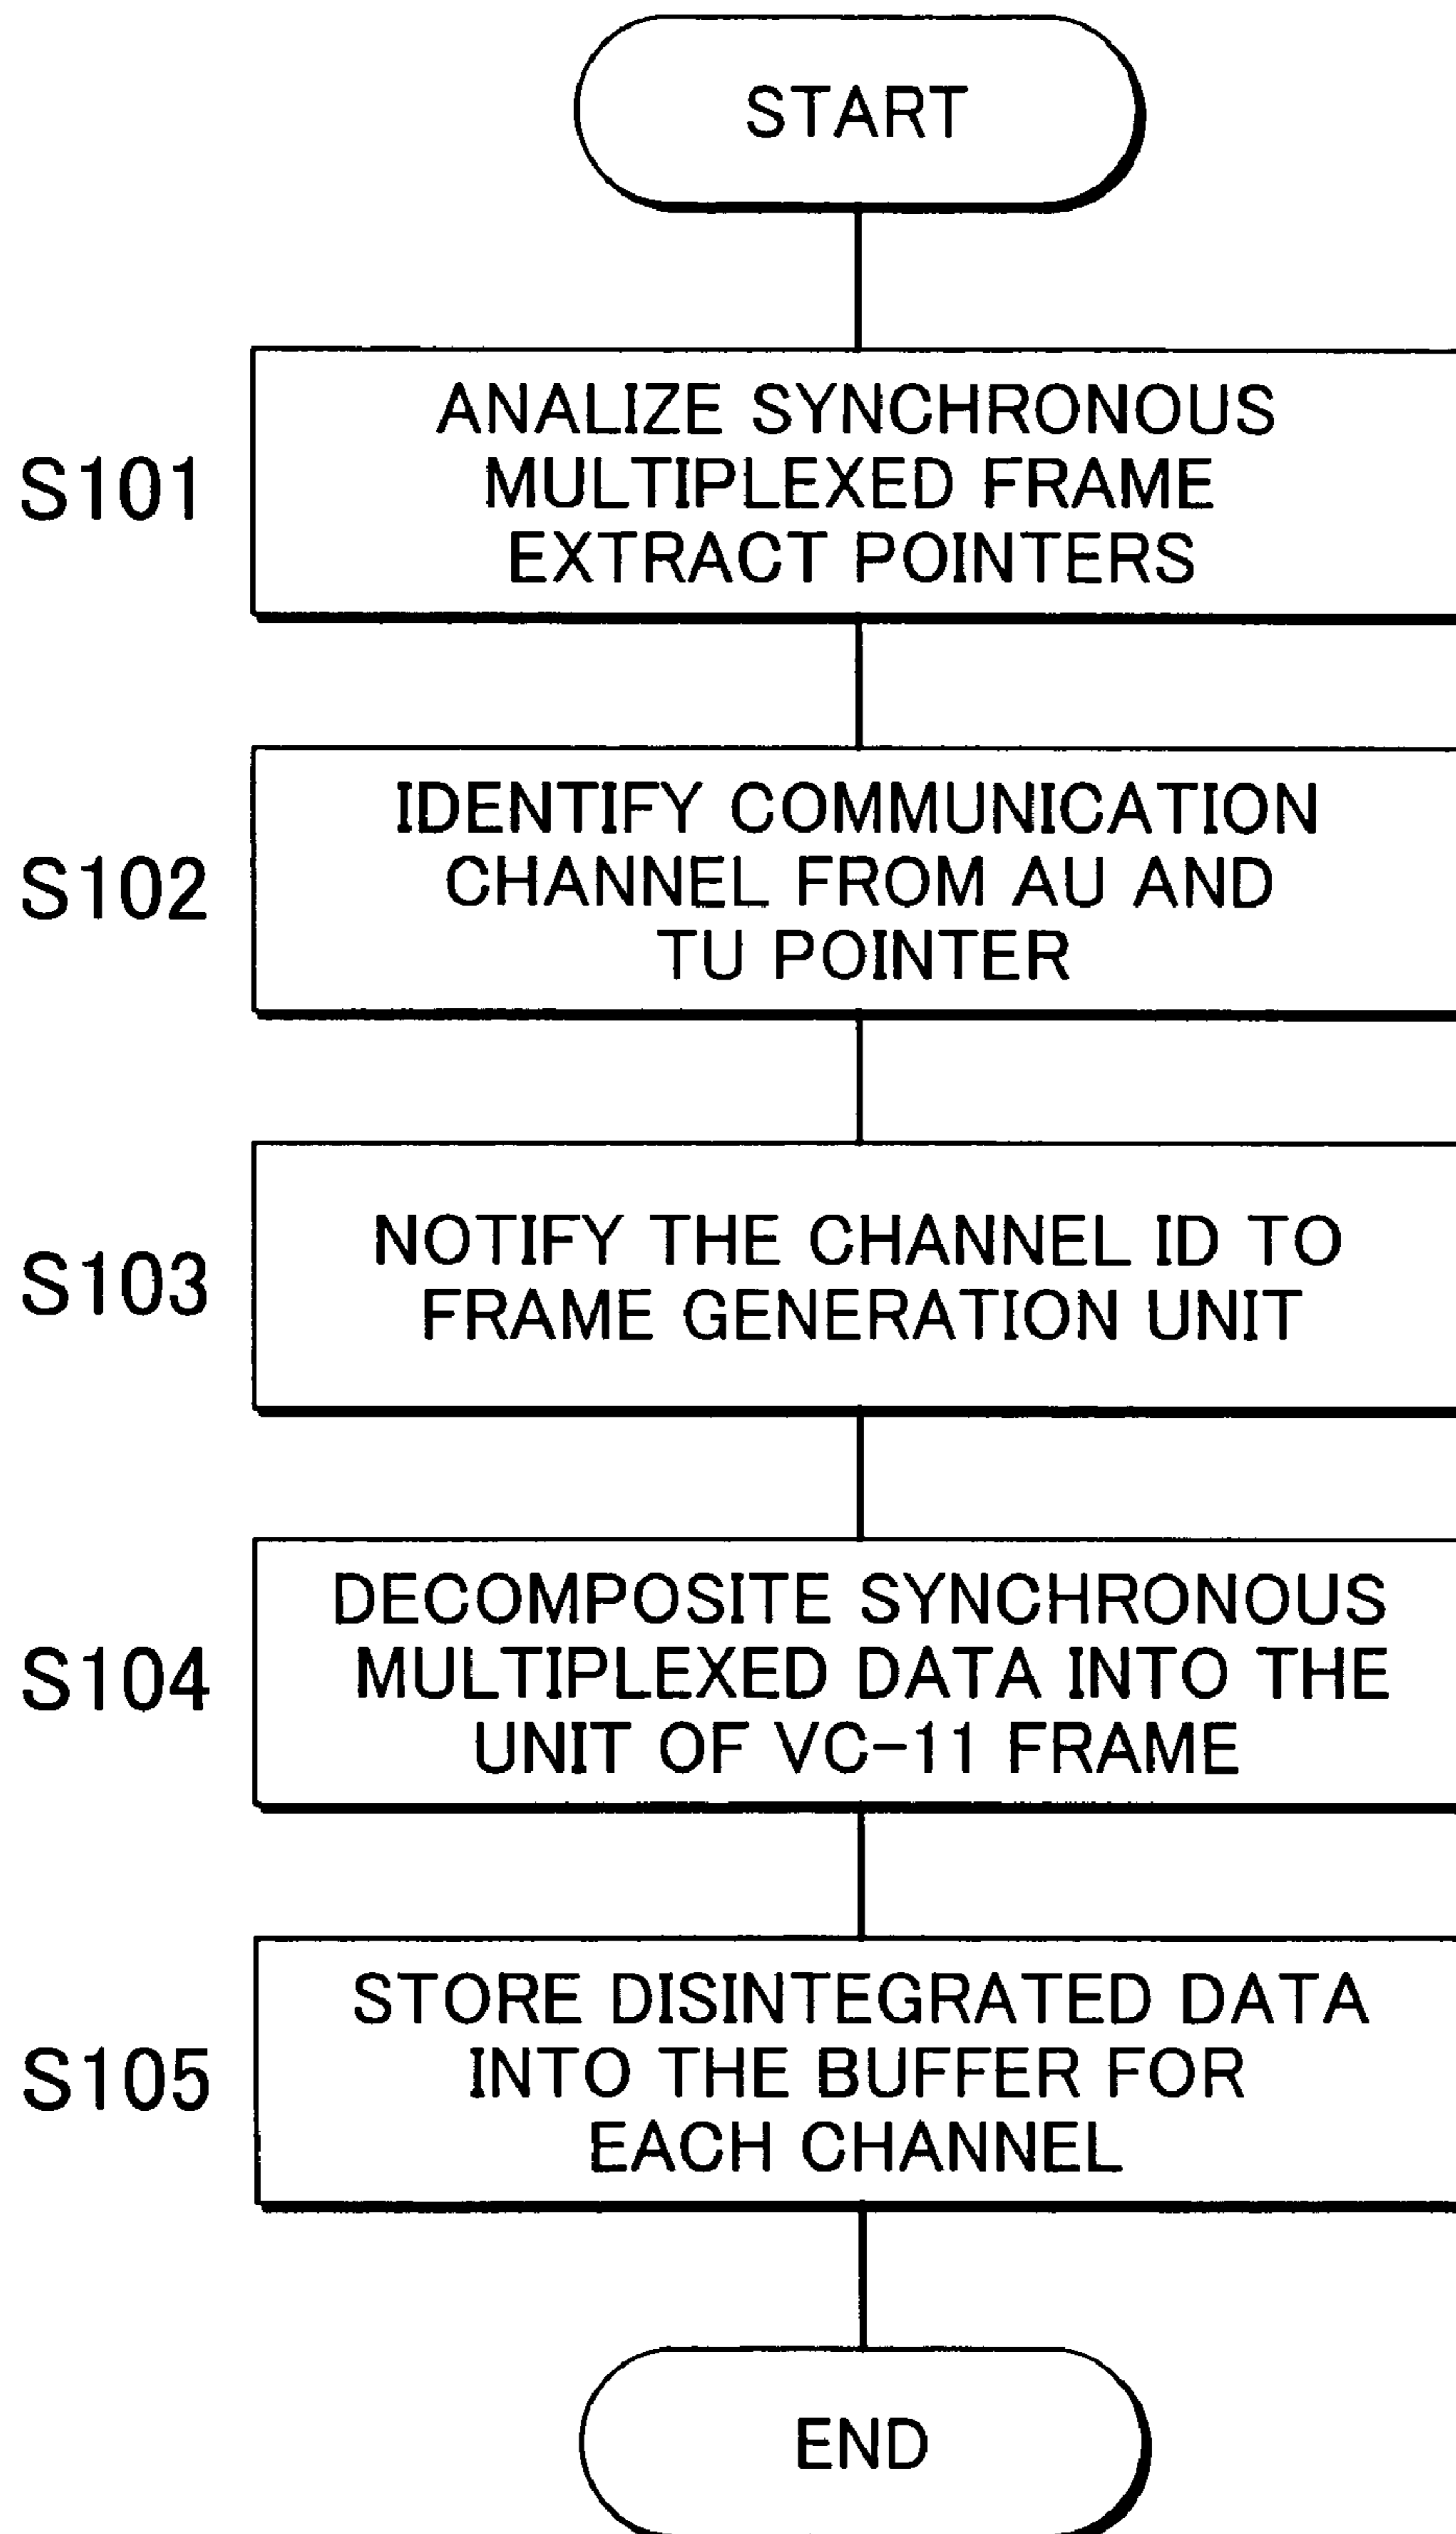 START
S101
ANALIZE SYNCHRONOUS
MULTIPLEXED FRAME
EXTRACT POINTERS
S102
IDENTIFY COMMUNICATION
CHANNEL FROM AU AND
TU POINTER
S103
NOTIFY THE CHANNEL ID TO
FRAME GENERATION UNIT
S104
DECOMPOSITE SYNCHRONOUS
MULTIPLEXED DATA INTO THE
UNIT OF VC-11 FRAME
S105
STORE DISINTEGRATED DATA
INTO THE BUFFER FOR
EACH CHANNEL
END